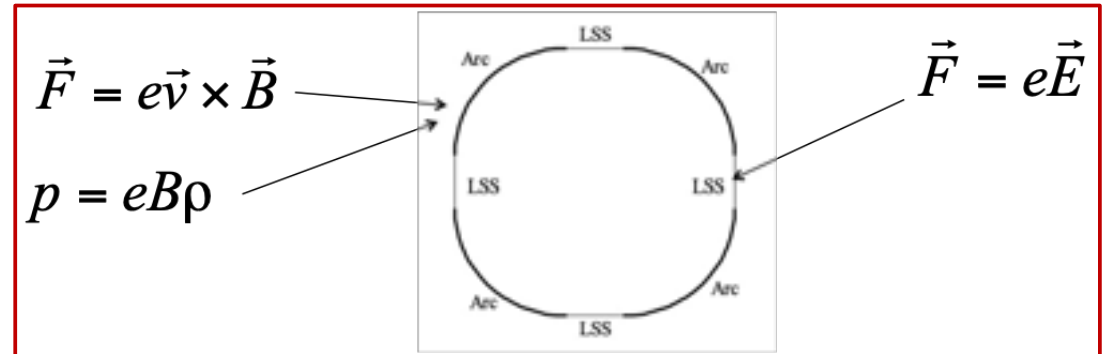 LSS
Arc
Arc
F⃗ = ev⃗ × B⃗
F⃗ = eE⃗
p = eBρ
LSS
LSS
Arc
Arc
LSS